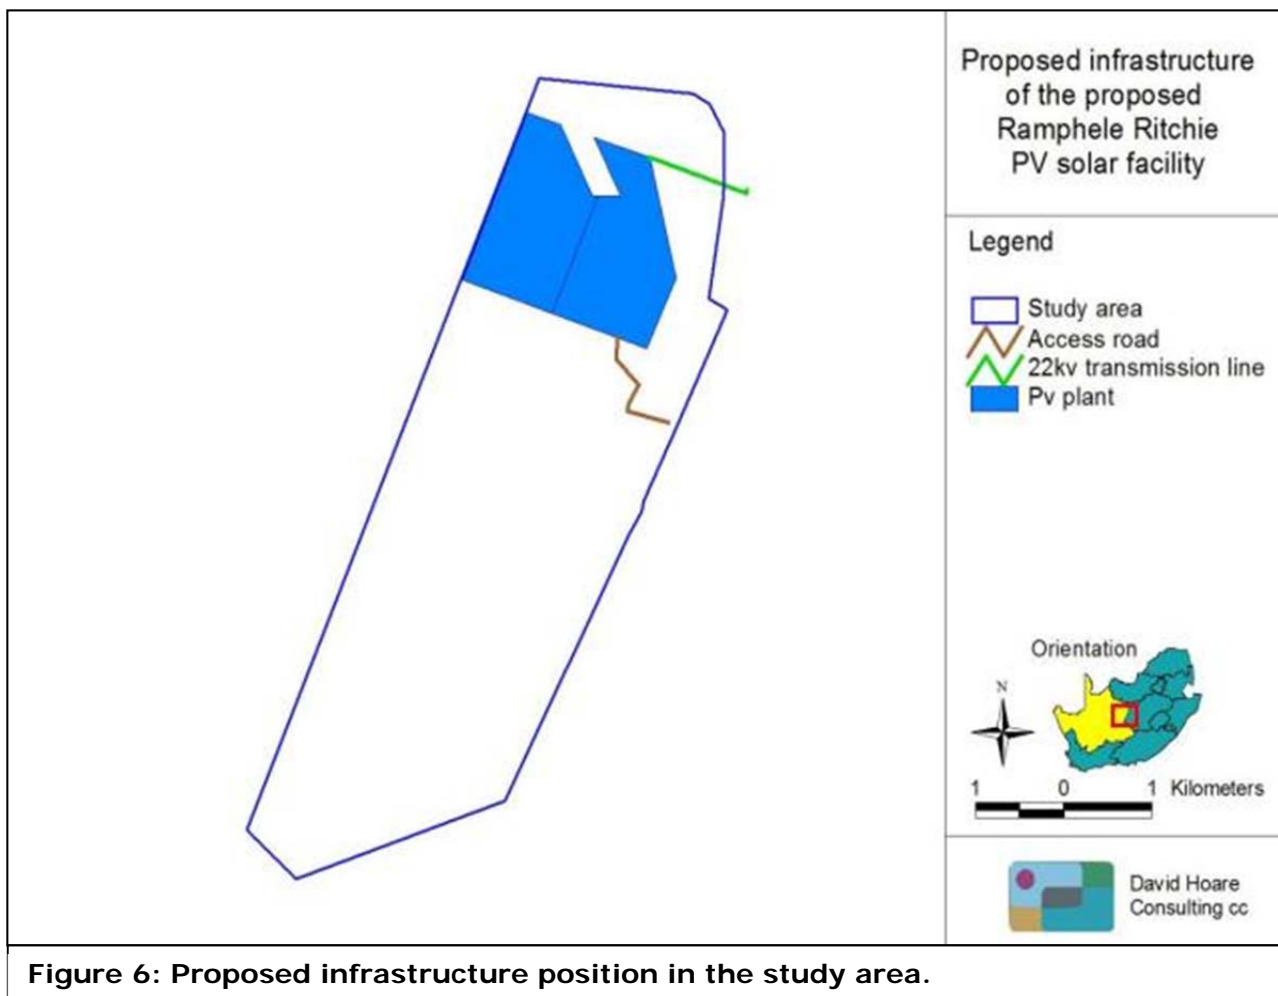 Proposed infrastructure
of the proposed
Ramphele Ritchie
PV solar facility
Legend
Study area
Access road
22kv transmission line
Pv plant
Orientation
N
1 0 1 Kilometers
David Hoare
Consulting cc
Figure 6: Proposed infrastructure position in the study area.